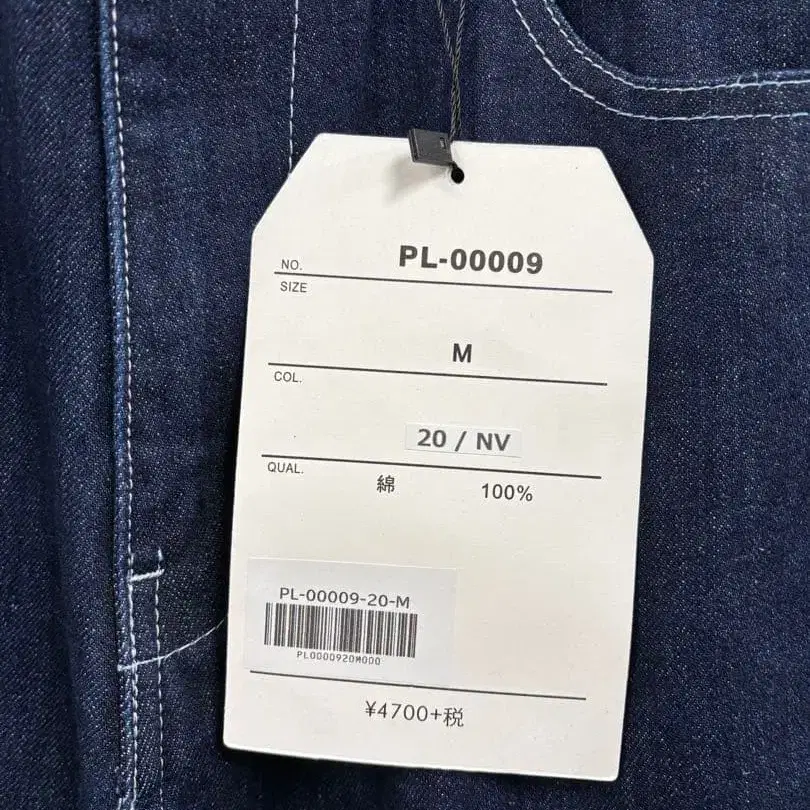 NO. PL-00009
SIZE
M
COL.
20 / NV
QUAL.
綿 100%
PL-00009-20-M
PL0000920M000
¥4700+税